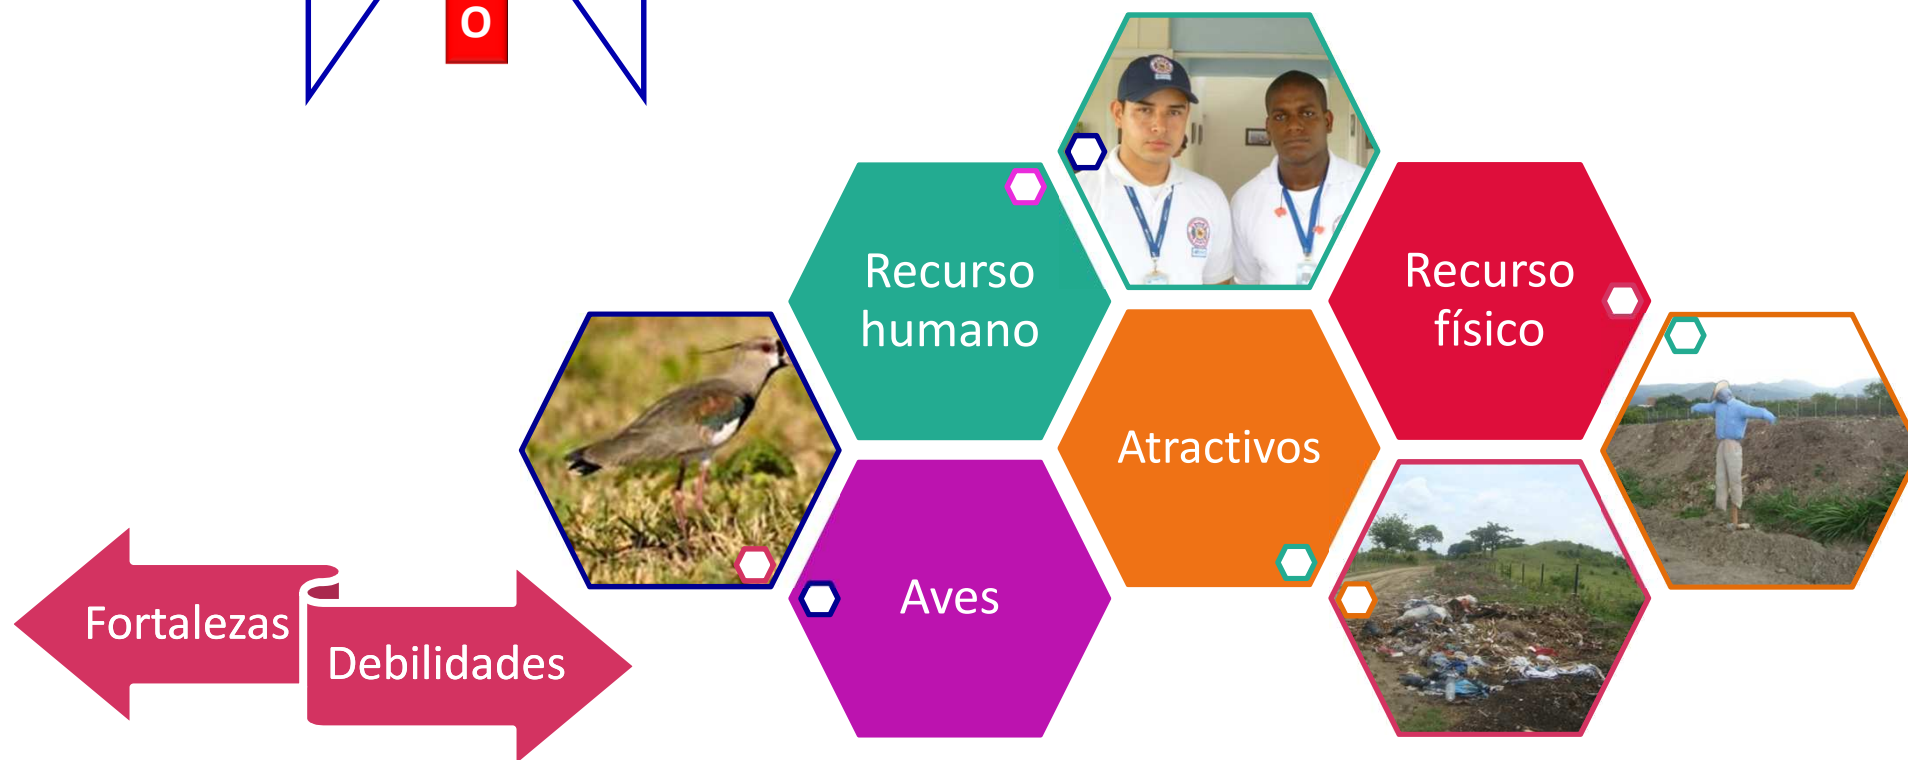 O
Recurso
humano
Recurso
físico
Atractivos
Aves
Fortalezas
Debilidades